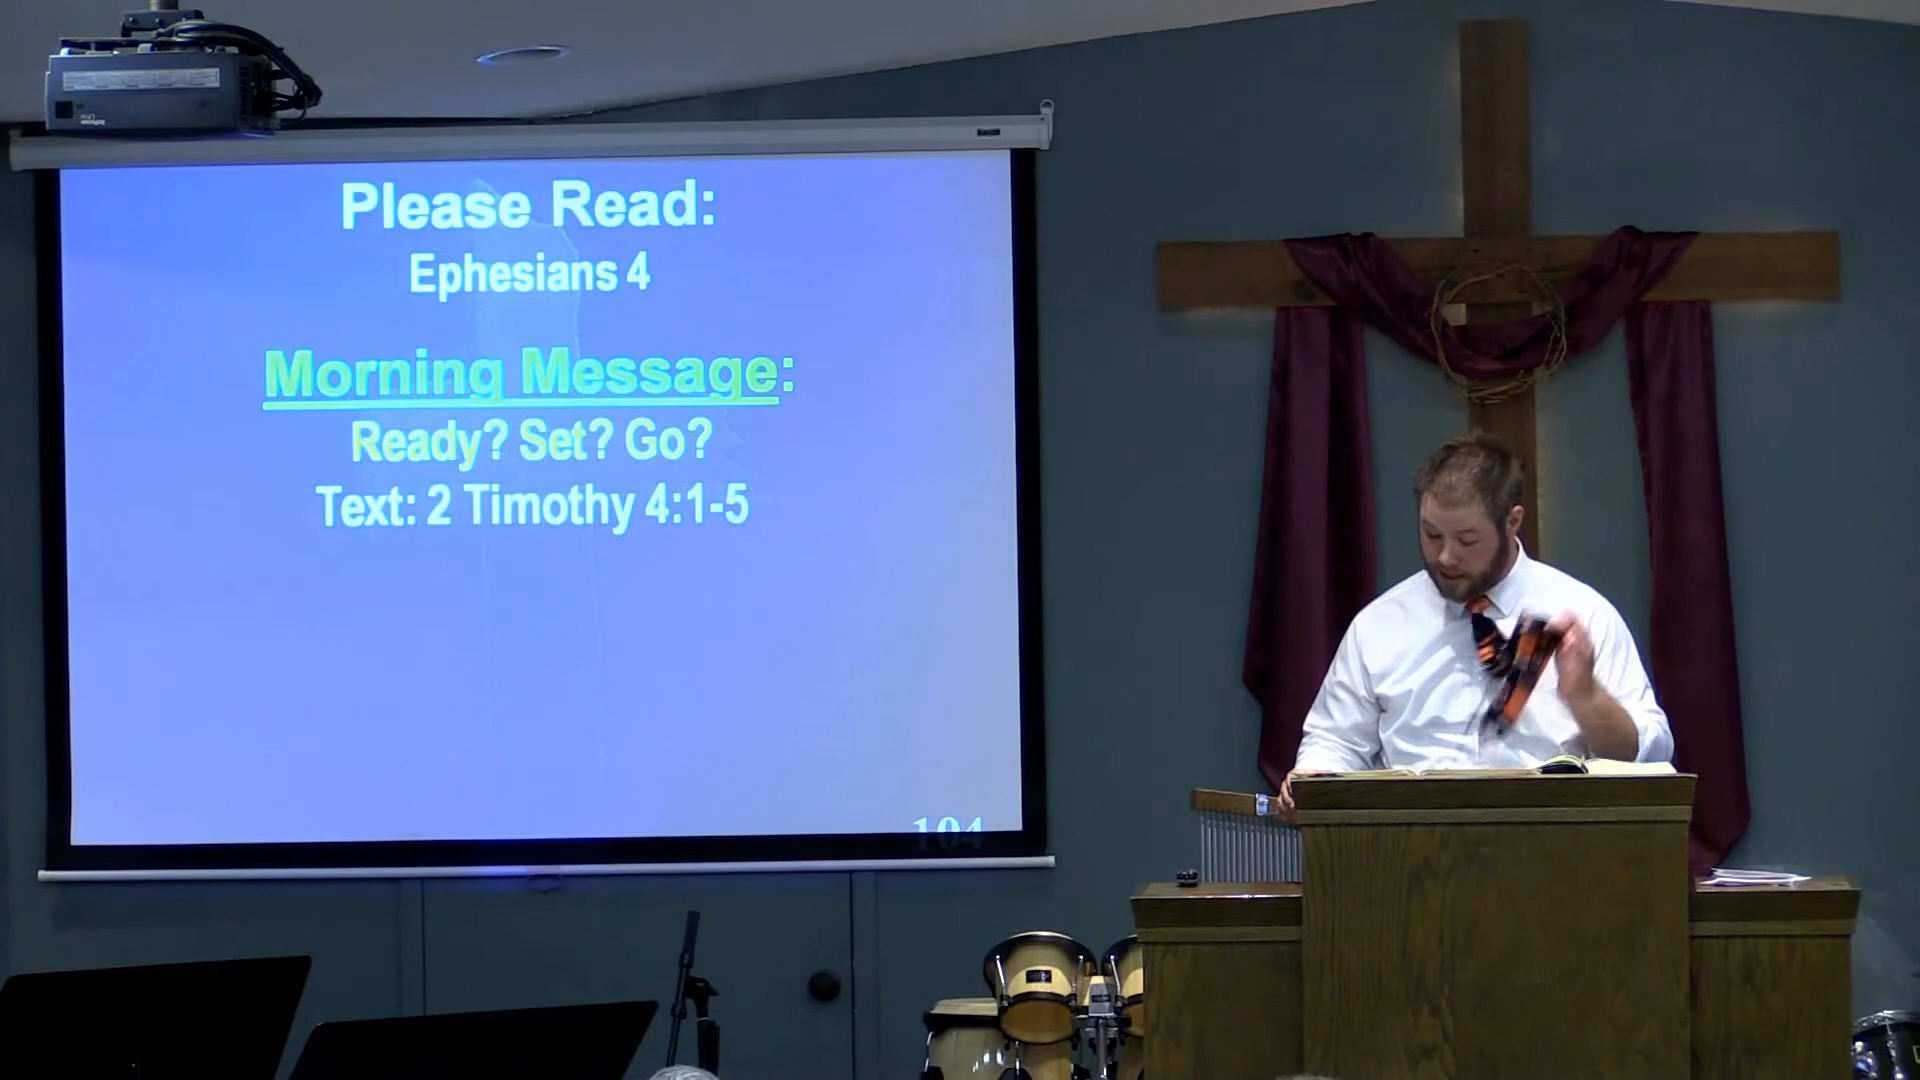 Please Read:
Ephesians 4
Morning Message:
Ready? Set? Go?
Text: 2 Timothy 4:1-5
104